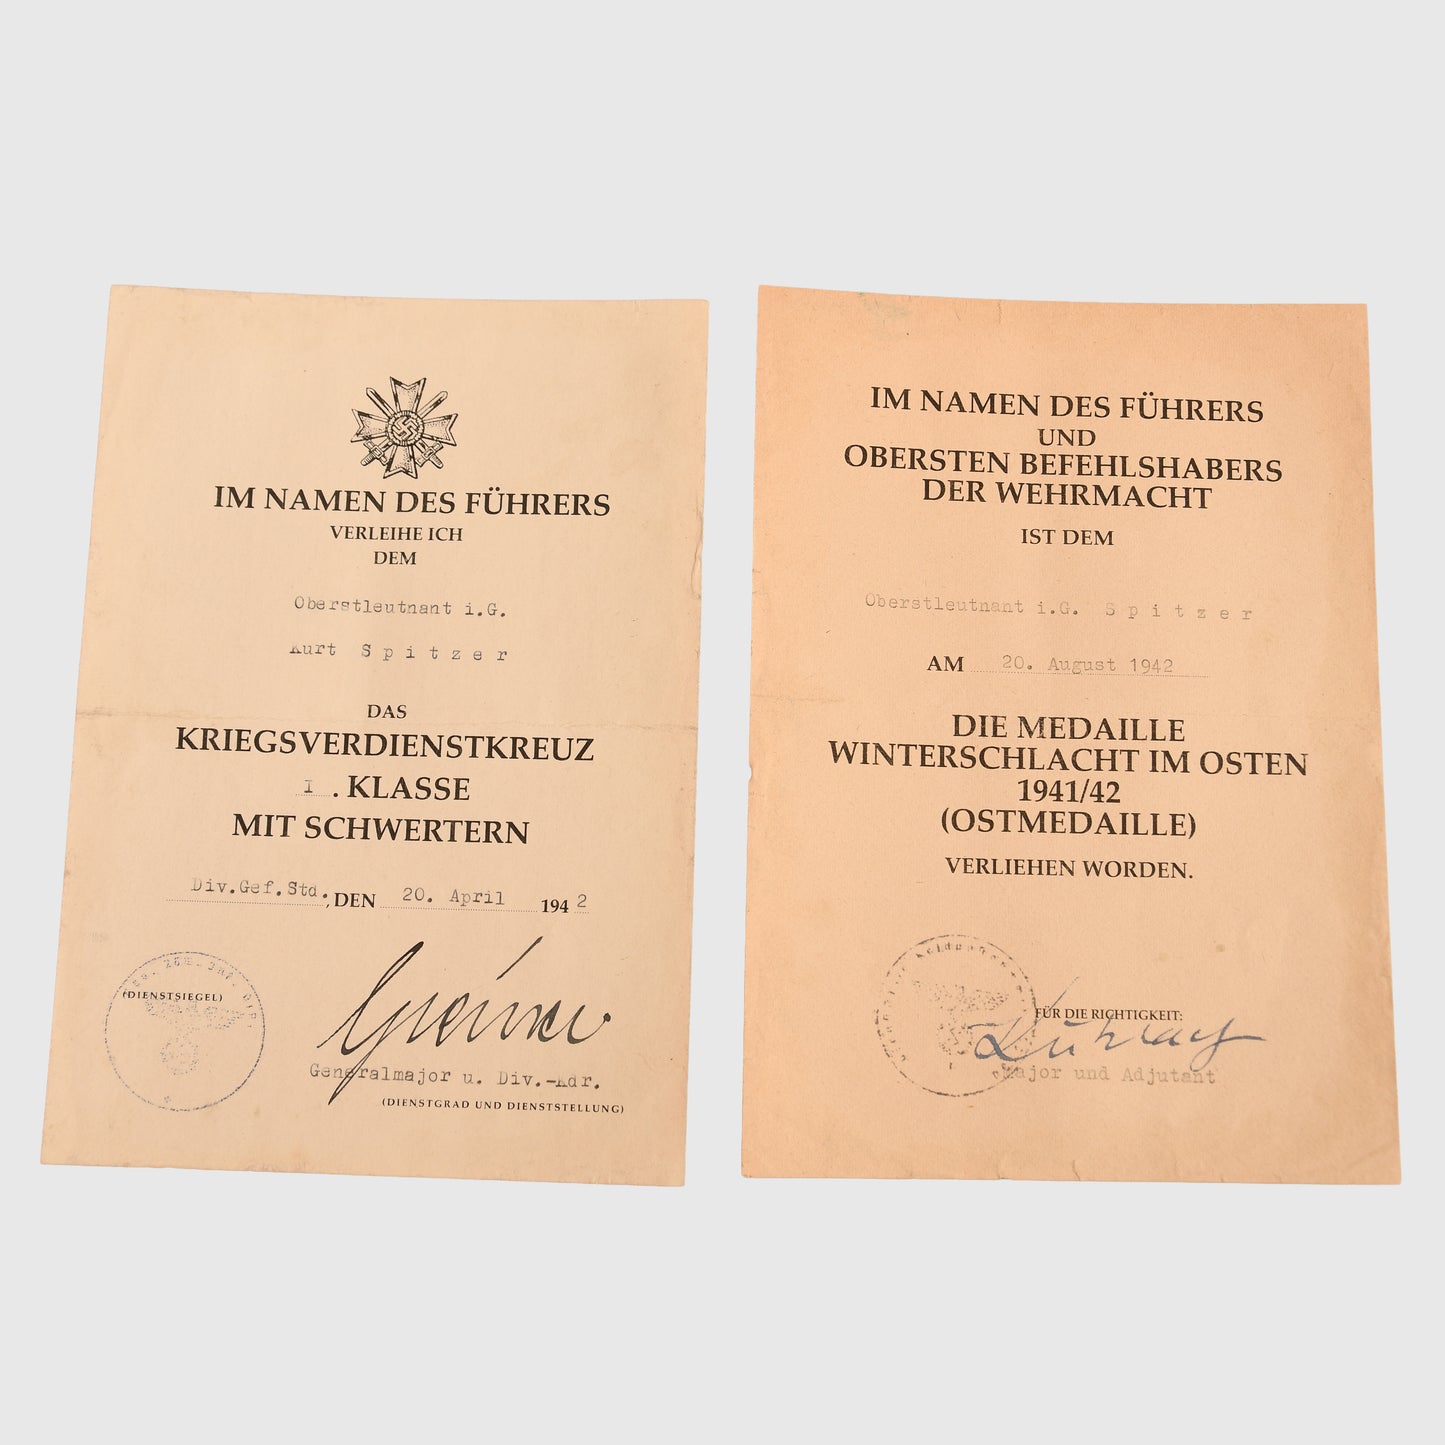 IM NAMEN DES FÜHRERS
VERLEIHE ICH
DEM
Oberstleutnant i.G.
Kurt Spitzer
DAS
KRIEGSVERDIENSTKREUZ
I. KLASSE
MIT SCHWERTERN
Div.Gef.Std., DEN 20. April 1942
(DIENSTSIEGEL)
Generalmajor u. Div.-Kdr.
(DIENSTGRAD UND DIENSTSTELLUNG)
IM NAMEN DES FÜHRERS
UND
OBERSTEN BEFEHLSHABERS
DER WEHRMACHT
IST DEM
Oberstleutnant i.G. Spitzer
AM 20. August 1942
DIE MEDAILLE
WINTERSCHLACHT IM OSTEN
1941/42
(OSTMEDAILLE)
VERLIEHEN WORDEN.
FÜR DIE RICHTIGKEIT:
Major und Adjutant